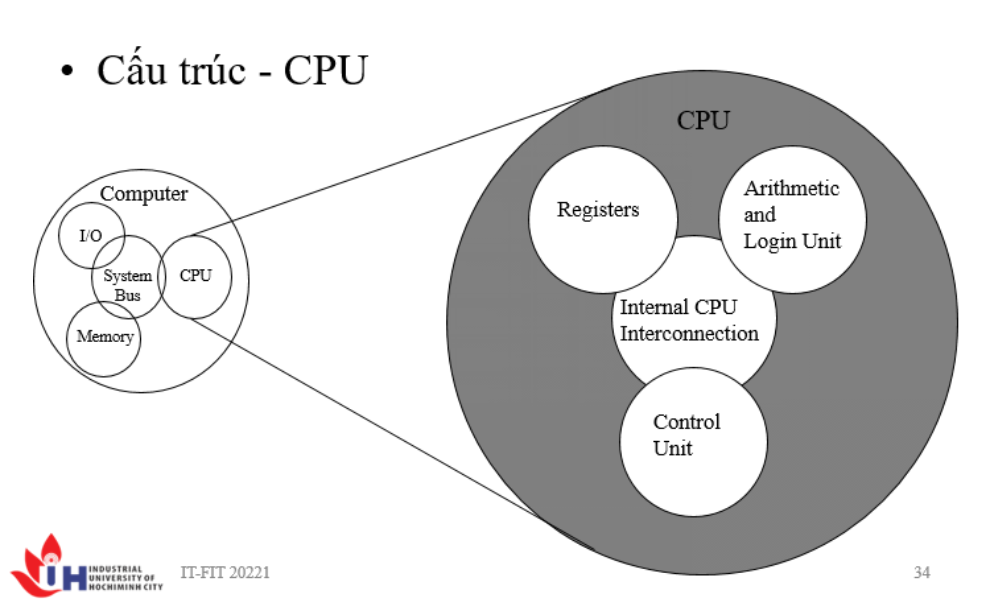 • Cấu trúc - CPU
Computer
I/O
System
Bus
CPU
Memory
CPU
Registers
Arithmetic
and
Login Unit
Internal CPU
Interconnection
Control
Unit
IUH
INDUSTRIAL
UNIVERSITY OF
HOCHIMINH CITY
IT-FIT 20221
34